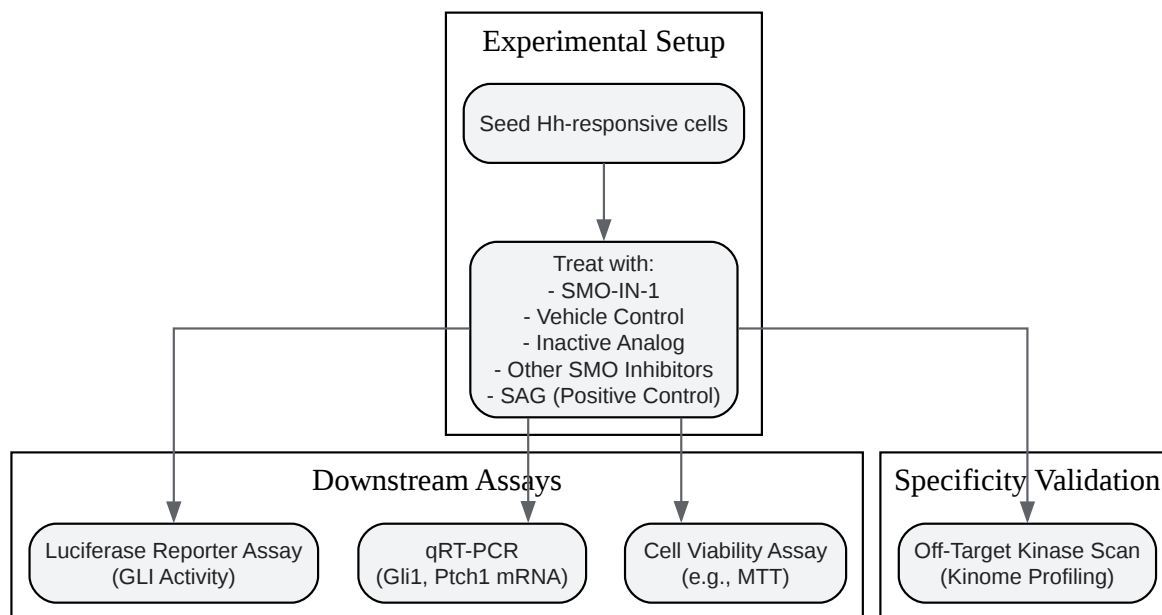 Experimental Setup
Seed Hh-responsive cells
Treat with:
- SMO-IN-1
- Vehicle Control
- Inactive Analog
- Other SMO Inhibitors
- SAG (Positive Control)
Downstream Assays
Luciferase Reporter Assay
(GLI Activity)
qRT-PCR
(Gli1, Ptch1 mRNA)
Cell Viability Assay
(e.g., MTT)
Specificity Validation
Off-Target Kinase Scan
(Kinome Profiling)